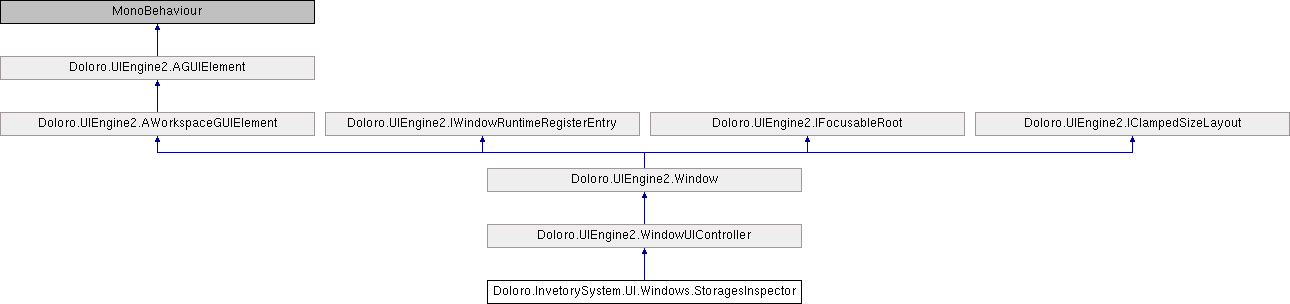 MonoBehaviour
Doloro.UIEngine2.AGUIElement
Doloro.UIEngine2.AWorkspaceGUIElement
Doloro.UIEngine2.IWindowRuntimeRegisterEntry
Doloro.UIEngine2.IFocusableRoot
Doloro.UIEngine2.IClampedSizeLayout
Doloro.UIEngine2.Window
Doloro.UIEngine2.WindowUIController
Doloro.InvetorySystem.UI.Windows.StoragesInspector